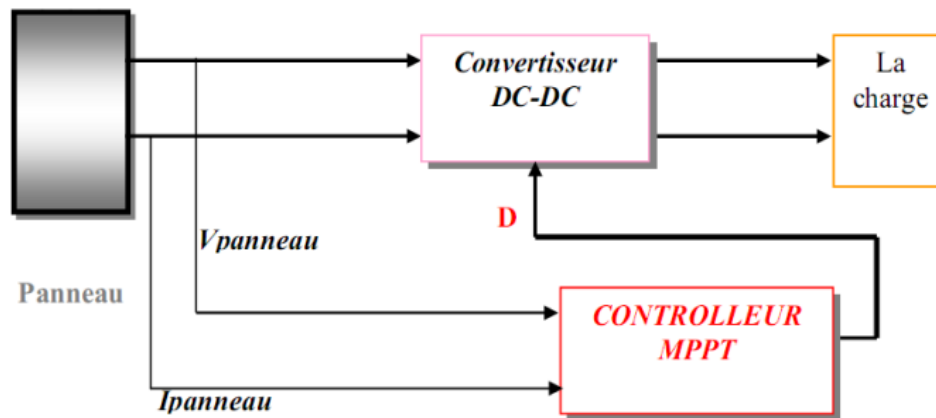 Convertisseur
DC-DC
La
charge
D
Vpanneau
Panneau
CONTROLLEUR
MPPT
Ipanneau